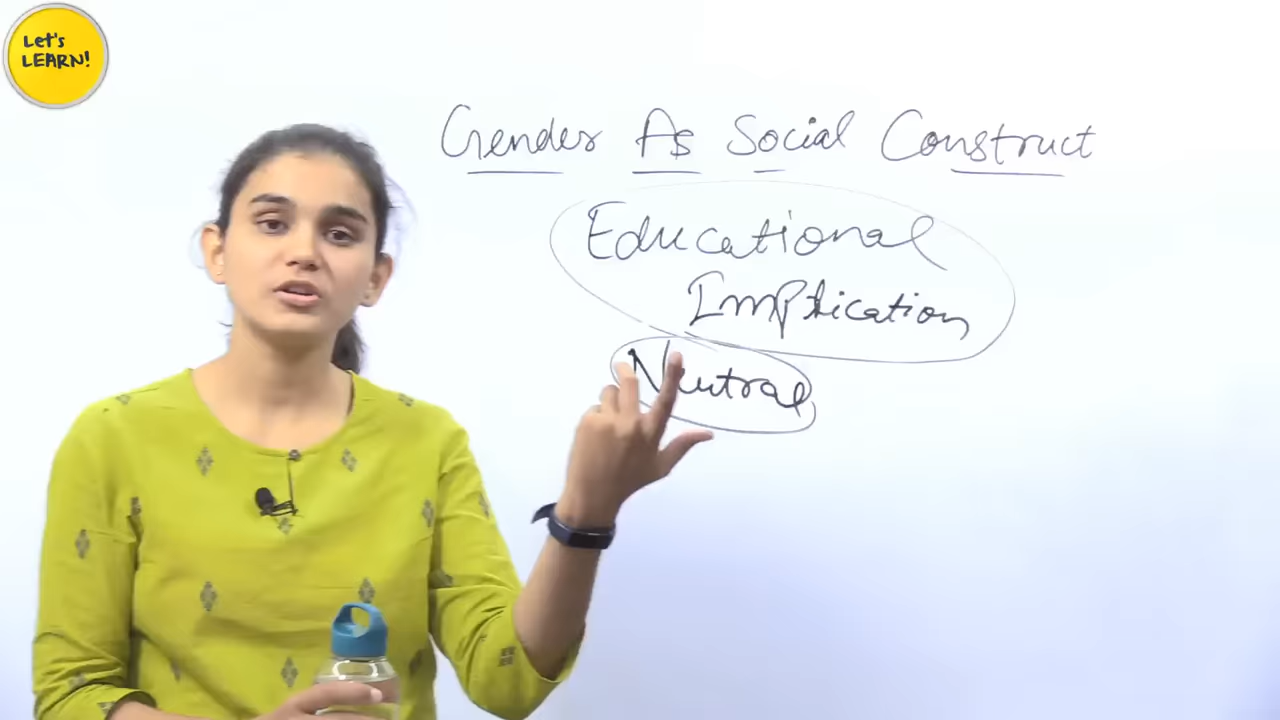 Let's
LEARN!
Gender As Social Construct
Educational
Implication
Neutral